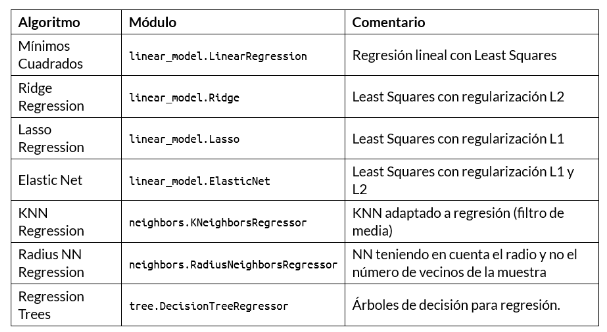 Algoritmo Módulo Comentario
Mínimos
Cuadrados
linear_model.LinearRegression
Regresión lineal con Least Squares
Ridge
Regression
linear_model.Ridge
Least Squares con regularización L2
Lasso
Regression
linear_model.Lasso
Least Squares con regularización L1
Elastic Net
linear_model.ElasticNet
Least Squares con regularización L1 y
L2
KNN
Regression
neighbors.KNeighborsRegressor
KNN adaptado a regresión (filtro de
media)
Radius NN
Regression
neighbors.RadiusNeighborsRegressor
NN teniendo en cuenta el radio y no el
número de vecinos de la muestra
Regression
Trees
tree.DecisionTreeRegressor
Árboles de decisión para regresión.